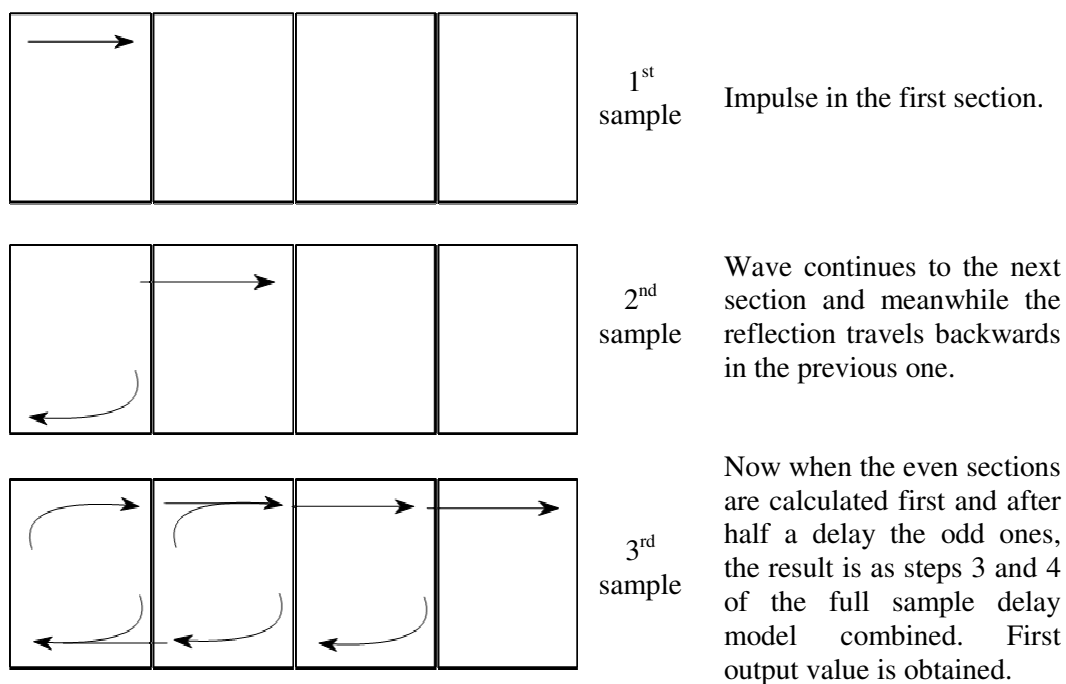 1st
sample
Impulse in the first section.
2nd
sample
Wave continues to the next
section and meanwhile the
reflection travels backwards
in the previous one.
3rd
sample
Now when the even sections
are calculated first and after
half a delay the odd ones,
the result is as steps 3 and 4
of the full sample delay
model combined. First
output value is obtained.